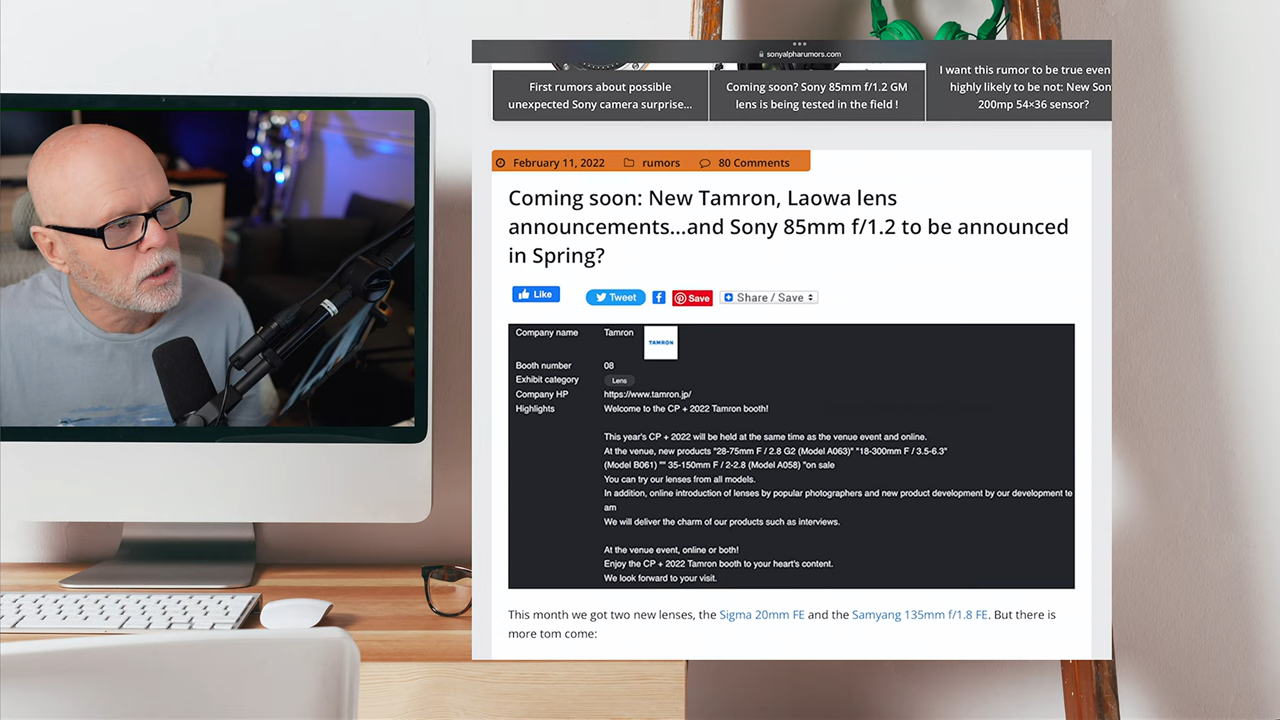 sonyalpharumors.com
First rumors about possible
unexpected Sony camera surprise...
Coming soon? Sony 85mm f/1.2 GM
lens is being tested in the field !
I want this rumor to be true even
highly likely to be not: New Son
200mp 54×36 sensor?
February 11, 2022 rumors 80 Comments
Coming soon: New Tamron, Laowa lens
announcements...and Sony 85mm f/1.2 to be announced
in Spring?
Like Tweet Save Share / Save
Company name Tamron TAMRON
Booth number 08
Exhibit category Lens
Company HP https://www.tamron.jp/
Highlights Welcome to the CP + 2022 Tamron booth!
This year's CP + 2022 will be held at the same time as the venue event and online.
At the venue, new products "28-75mm F / 2.8 G2 (Model A063)" "18-300mm F / 3.5-6.3"
(Model B061) "" 35-150mm F / 2-2.8 (Model A058) "on sale
You can try our lenses from all models.
In addition, online introduction of lenses by popular photographers and new product development by our development te
am
We will deliver the charm of our products such as interviews.
At the venue event, online or both!
Enjoy the CP + 2022 Tamron booth to your heart's content.
We look forward to your visit.
This month we got two new lenses, the Sigma 20mm FE and the Samyang 135mm f/1.8 FE. But there is
more tom come: